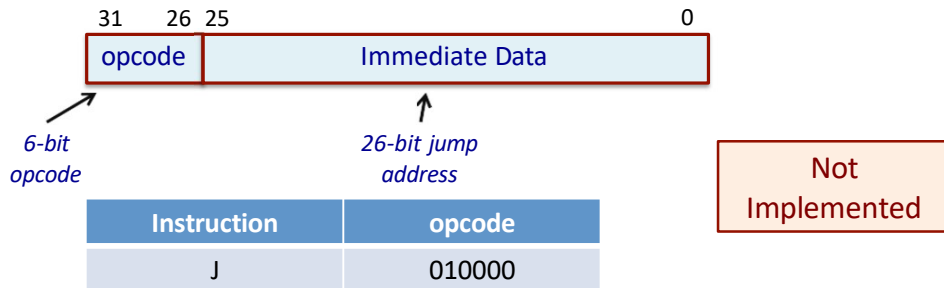 31 26 25 0
opcode Immediate Data
6-bit
opcode
26-bit jump
address
Not
Implemented
Instruction opcode
J 010000